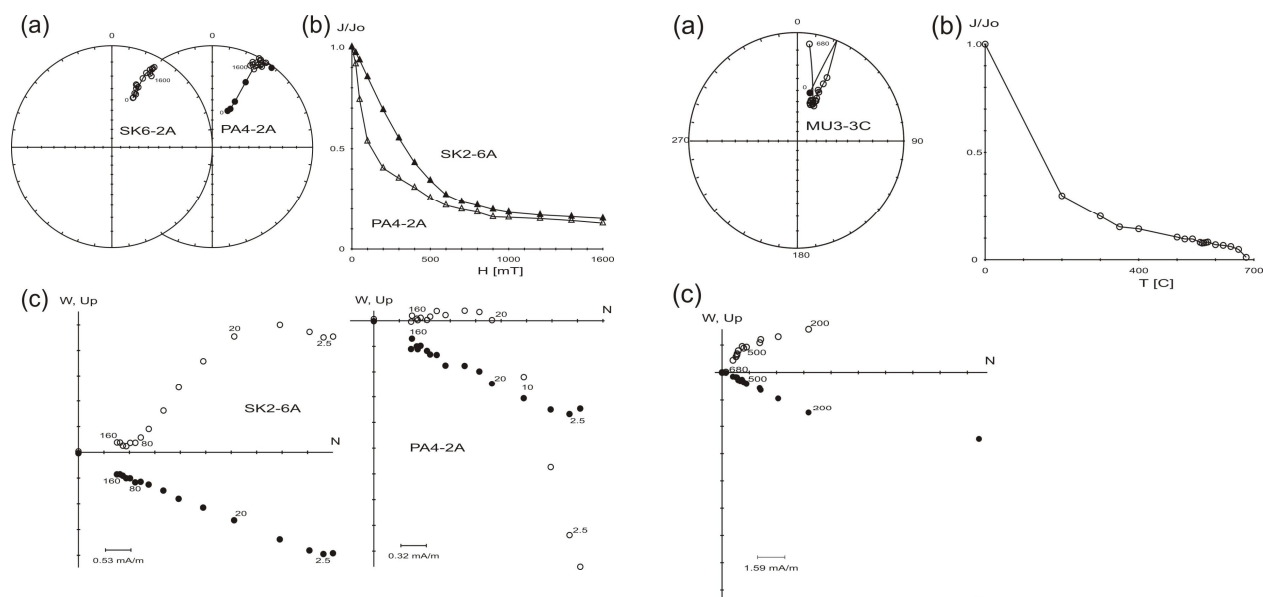 (a)
0
0
1600
0
SK6-2A
1600
0
PA4-2A
(b)
J/Jo
1.0
0.5
0
SK2-6A
PA4-2A
0
500
1000
1600
H [mT]
(a)
0
680
0
MU3-3C
270
90
180
(b)
J/Jo
1.0
0.5
0
0
400
700
T [C]
(c)
W, Up
N
20
2.5
SK2-6A
160
80
160
80
20
2.5
0.53 mA/m
W, Up
N
160
20
160
20
10
2.5
PA4-2A
2.5
0.32 mA/m
(c)
W, Up
200
N
500
680
500
200
1.59 mA/m